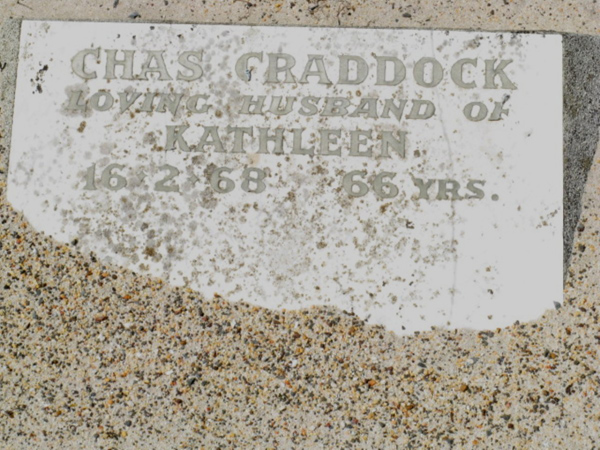 CHAS CRADDOCK
LOVING HUSBAND OF
KATHLEEN
16 2 68 66 YRS.